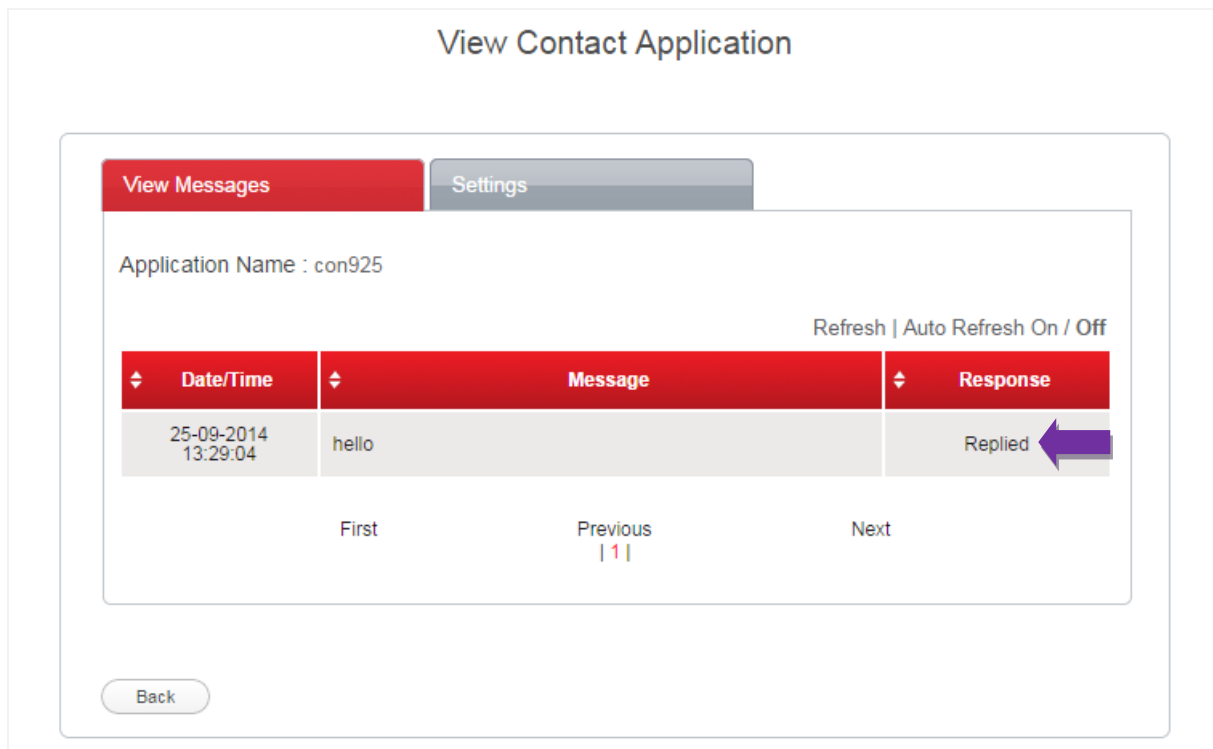 View Contact Application
View Messages
Settings
Application Name : con925
Refresh | Auto Refresh On / Off
Date/Time
Message
Response
25-09-2014
13:29:04
hello
Replied
First
Previous
Next
| 1 |
Back